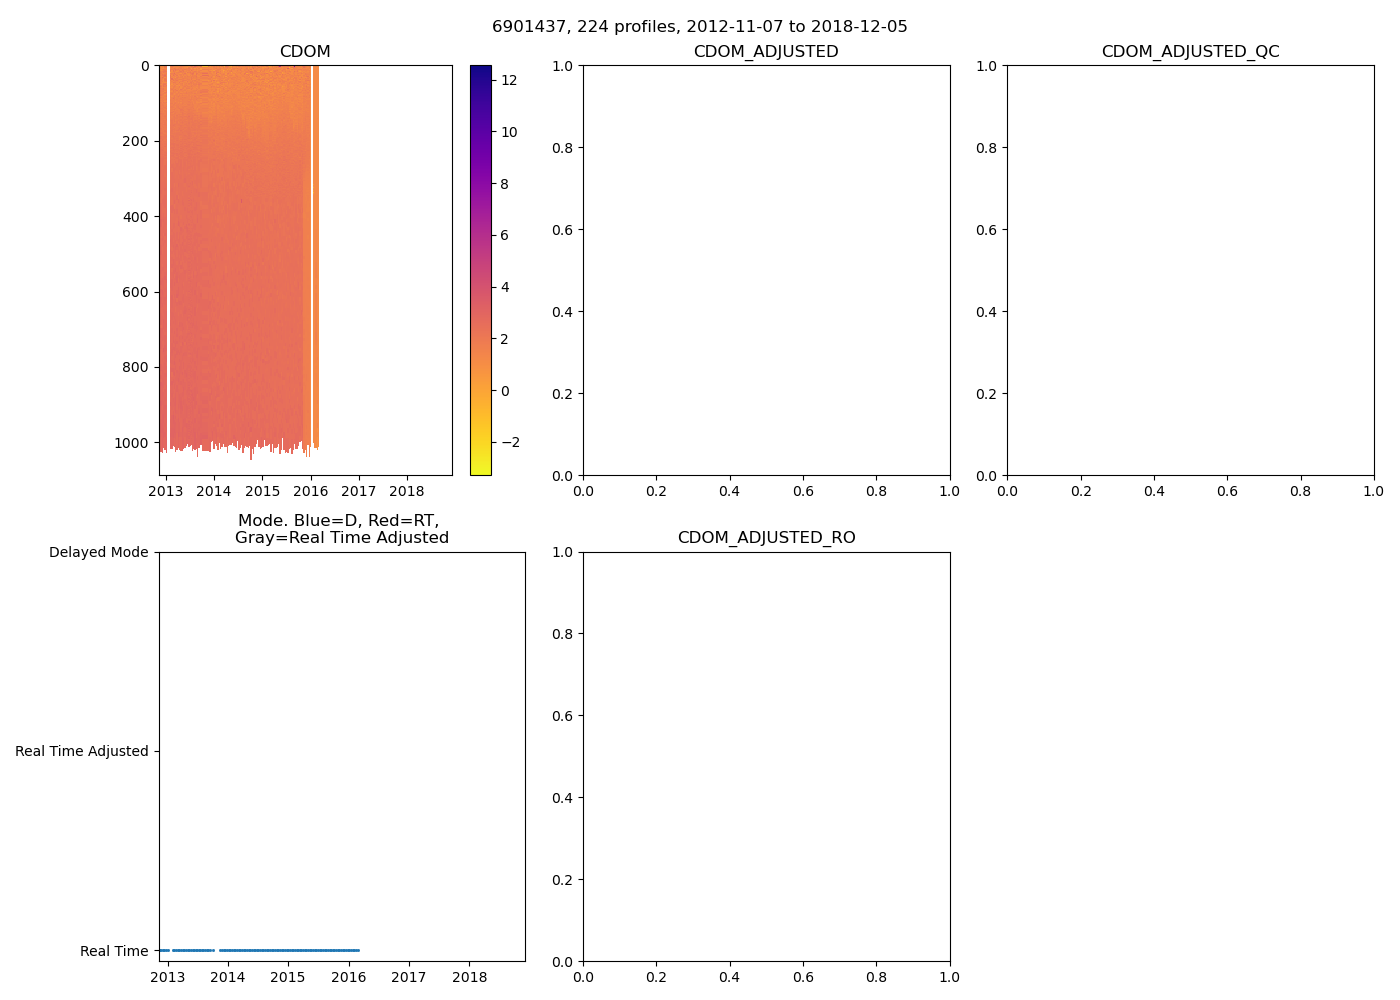 6901437, 224 profiles, 2012-11-07 to 2018-12-05
CDOM
0
200
400
600
800
1000
2013 2014 2015 2016 2017 2018
12
10
8
6
4
2
0
−2
CDOM_ADJUSTED
1.0
0.8
0.6
0.4
0.2
0.0
0.0 0.2 0.4 0.6 0.8 1.0
CDOM_ADJUSTED_QC
1.0
0.8
0.6
0.4
0.2
0.0
0.0 0.2 0.4 0.6 0.8 1.0
Mode. Blue=D, Red=RT,
Gray=Real Time Adjusted
Delayed Mode
Real Time Adjusted
Real Time
2013 2014 2015 2016 2017 2018
CDOM_ADJUSTED_RO
1.0
0.8
0.6
0.4
0.2
0.0
0.0 0.2 0.4 0.6 0.8 1.0